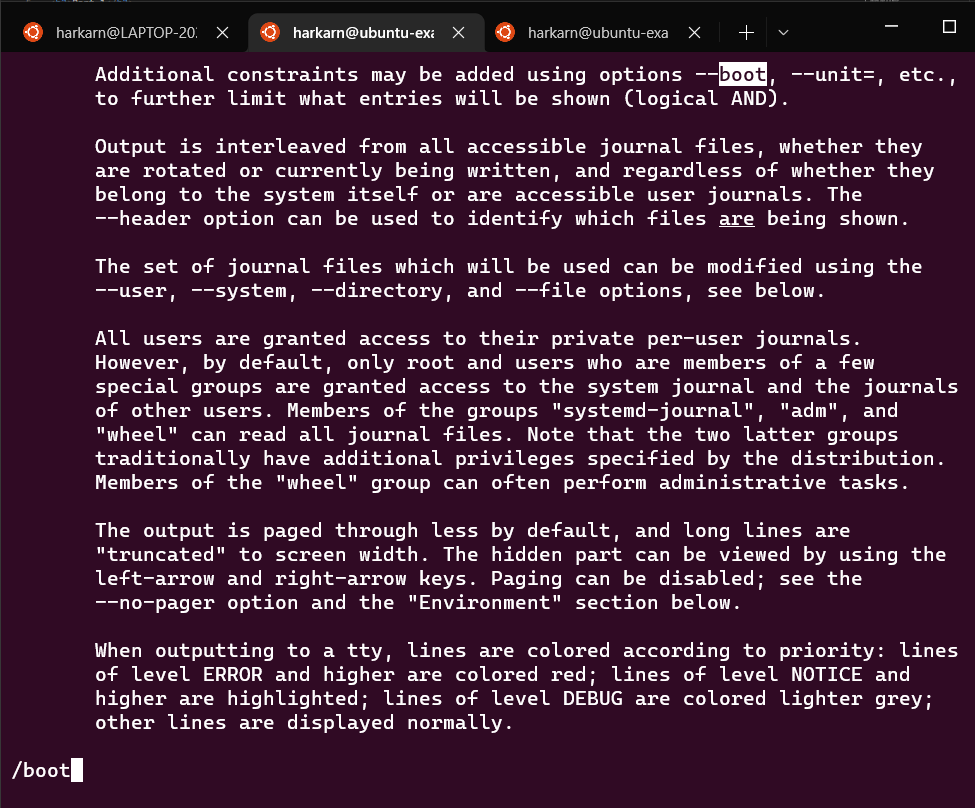 harkarn@LAPTOP-202
harkarn@ubuntu-exa
harkarn@ubuntu-exa
Additional constraints may be added using options --boot, --unit=, etc.,
to further limit what entries will be shown (logical AND).
Output is interleaved from all accessible journal files, whether they
are rotated or currently being written, and regardless of whether they
belong to the system itself or are accessible user journals. The
--header option can be used to identify which files are being shown.
The set of journal files which will be used can be modified using the
--user, --system, --directory, and --file options, see below.
All users are granted access to their private per-user journals.
However, by default, only root and users who are members of a few
special groups are granted access to the system journal and the journals
of other users. Members of the groups "systemd-journal", "adm", and
"wheel" can read all journal files. Note that the two latter groups
traditionally have additional privileges specified by the distribution.
Members of the "wheel" group can often perform administrative tasks.
The output is paged through less by default, and long lines are
"truncated" to screen width. The hidden part can be viewed by using the
left-arrow and right-arrow keys. Paging can be disabled; see the
--no-pager option and the "Environment" section below.
When outputting to a tty, lines are colored according to priority: lines
of level ERROR and higher are colored red; lines of level NOTICE and
higher are highlighted; lines of level DEBUG are colored lighter grey;
other lines are displayed normally.
/boot